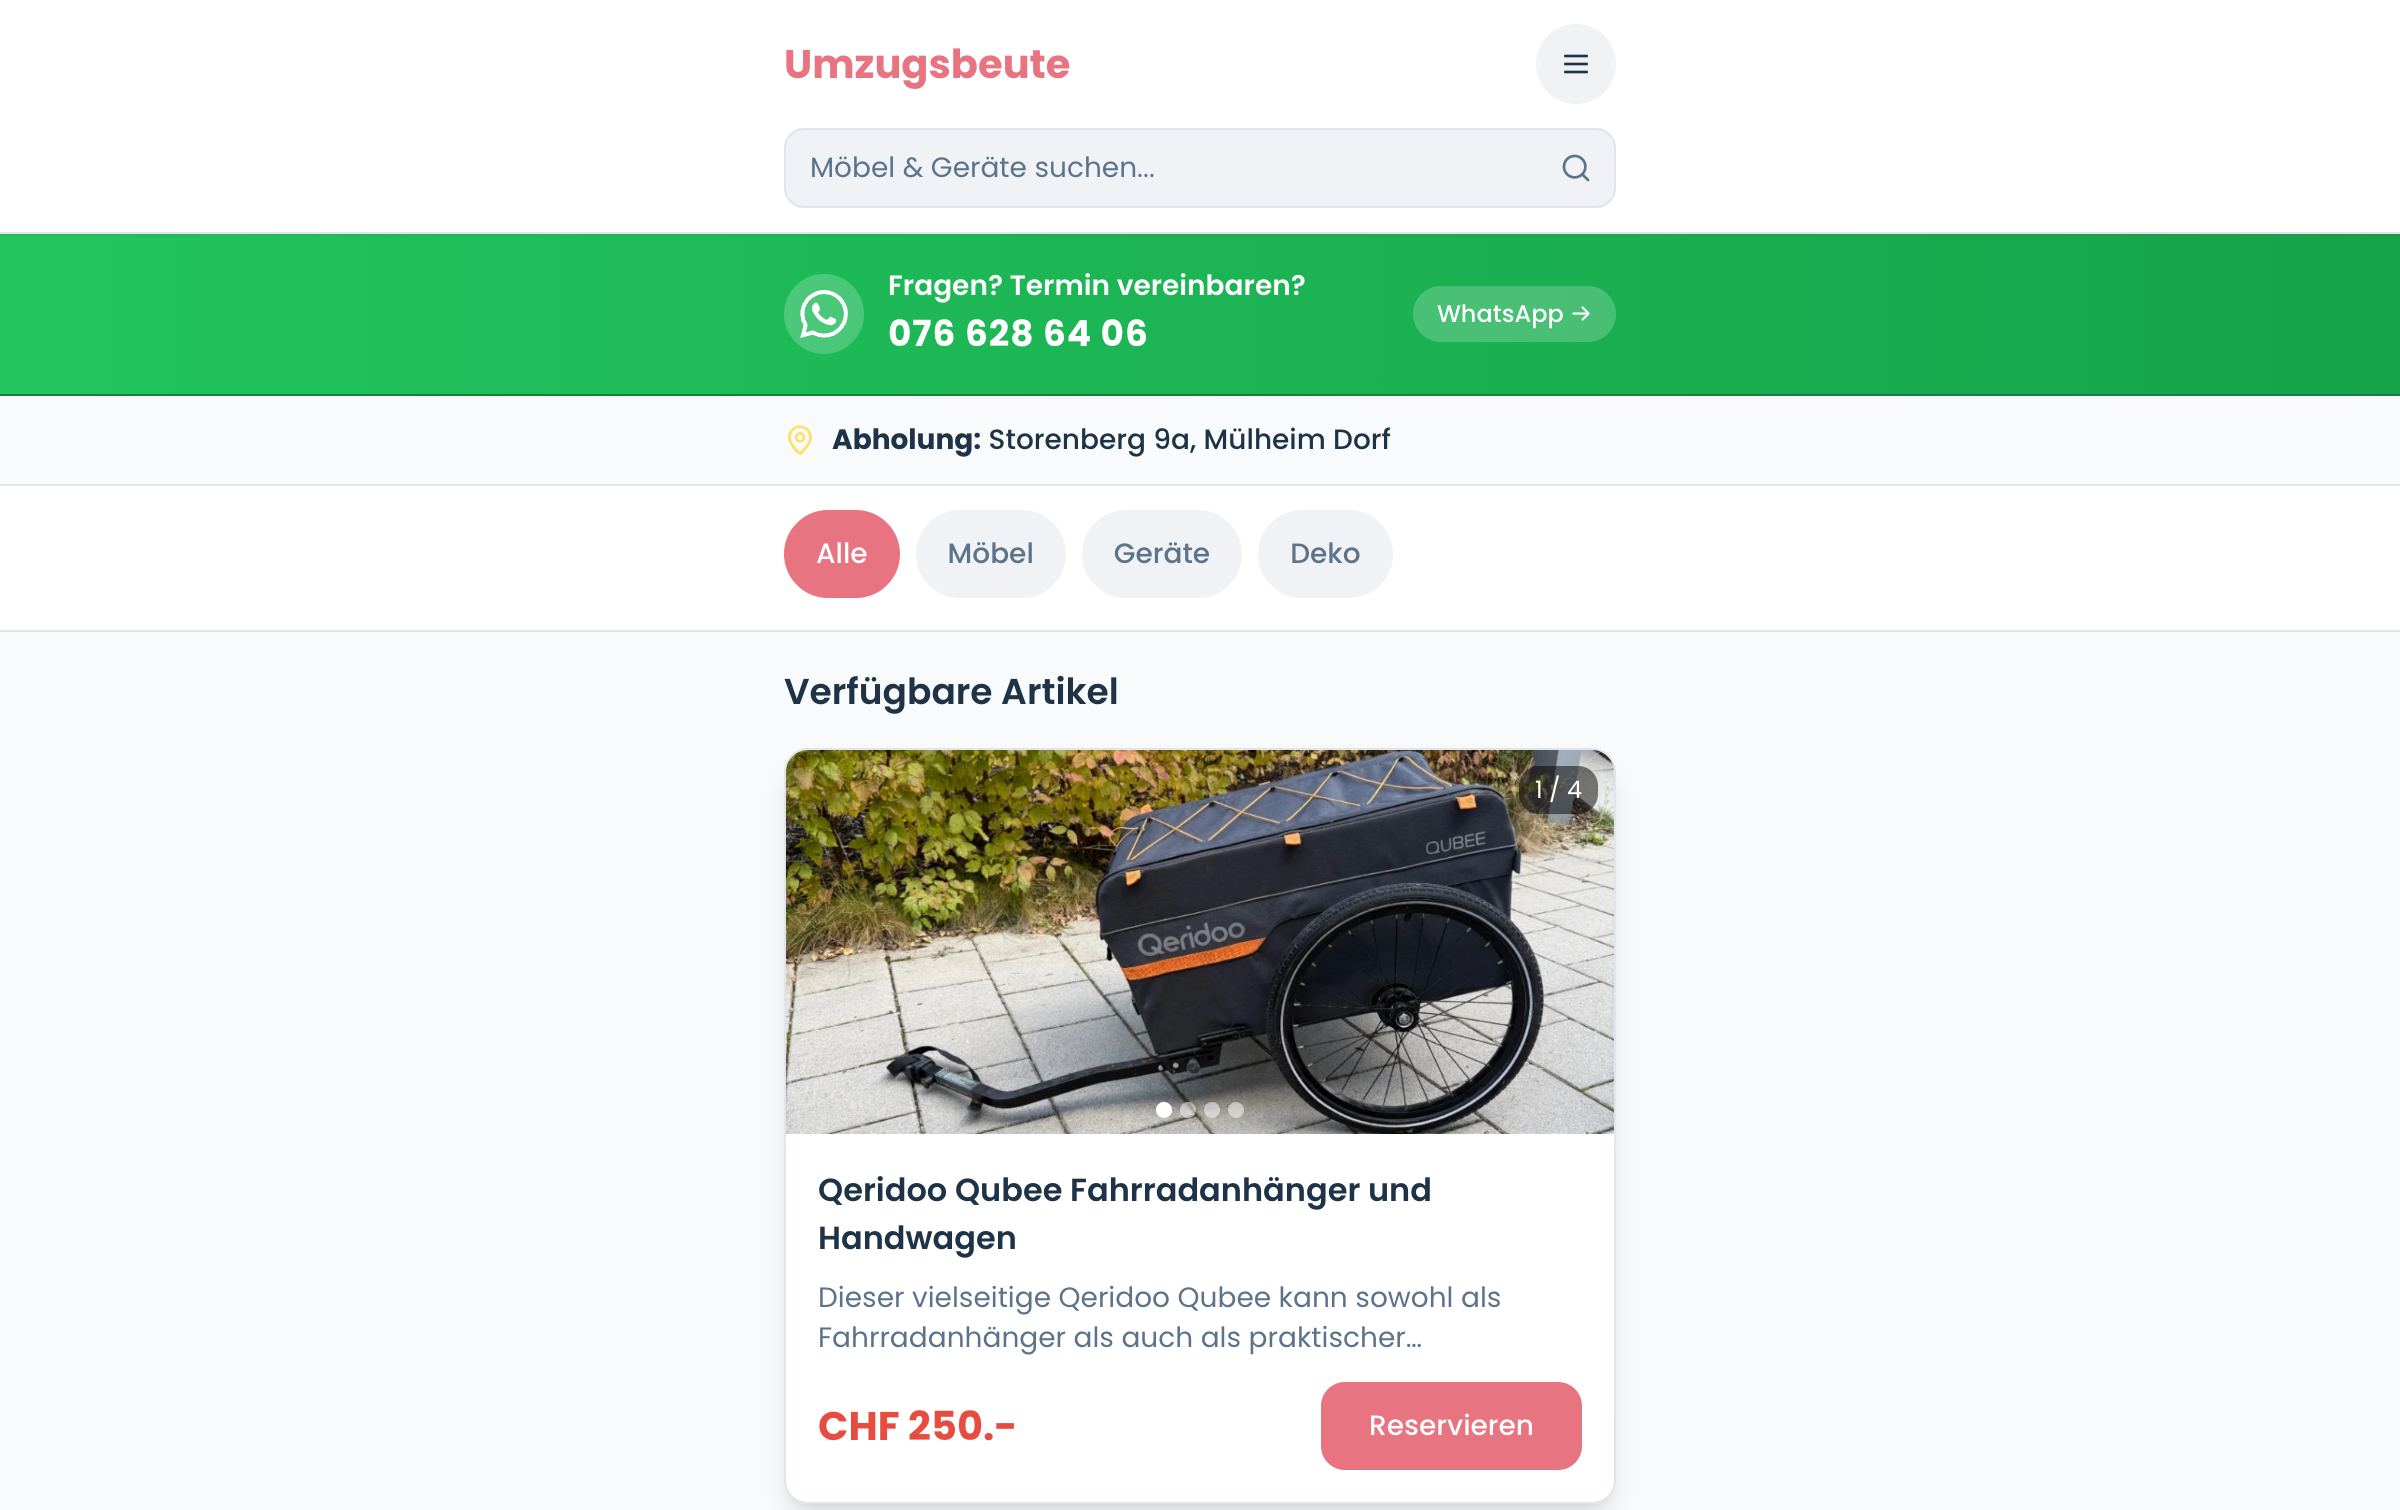 Umzugsbeute
Möbel & Geräte suchen...
Fragen? Termin vereinbaren?
076 628 64 06
WhatsApp →
Abholung: Storenberg 9a, Mülheim Dorf
Alle
Möbel
Geräte
Deko
Verfügbare Artikel
1 / 4
QUBEE
Qeridoo
Qeridoo Qubee Fahrradanhänger und
Handwagen
Dieser vielseitige Qeridoo Qubee kann sowohl als
Fahrradanhänger als auch als praktischer...
CHF 250.-
Reservieren